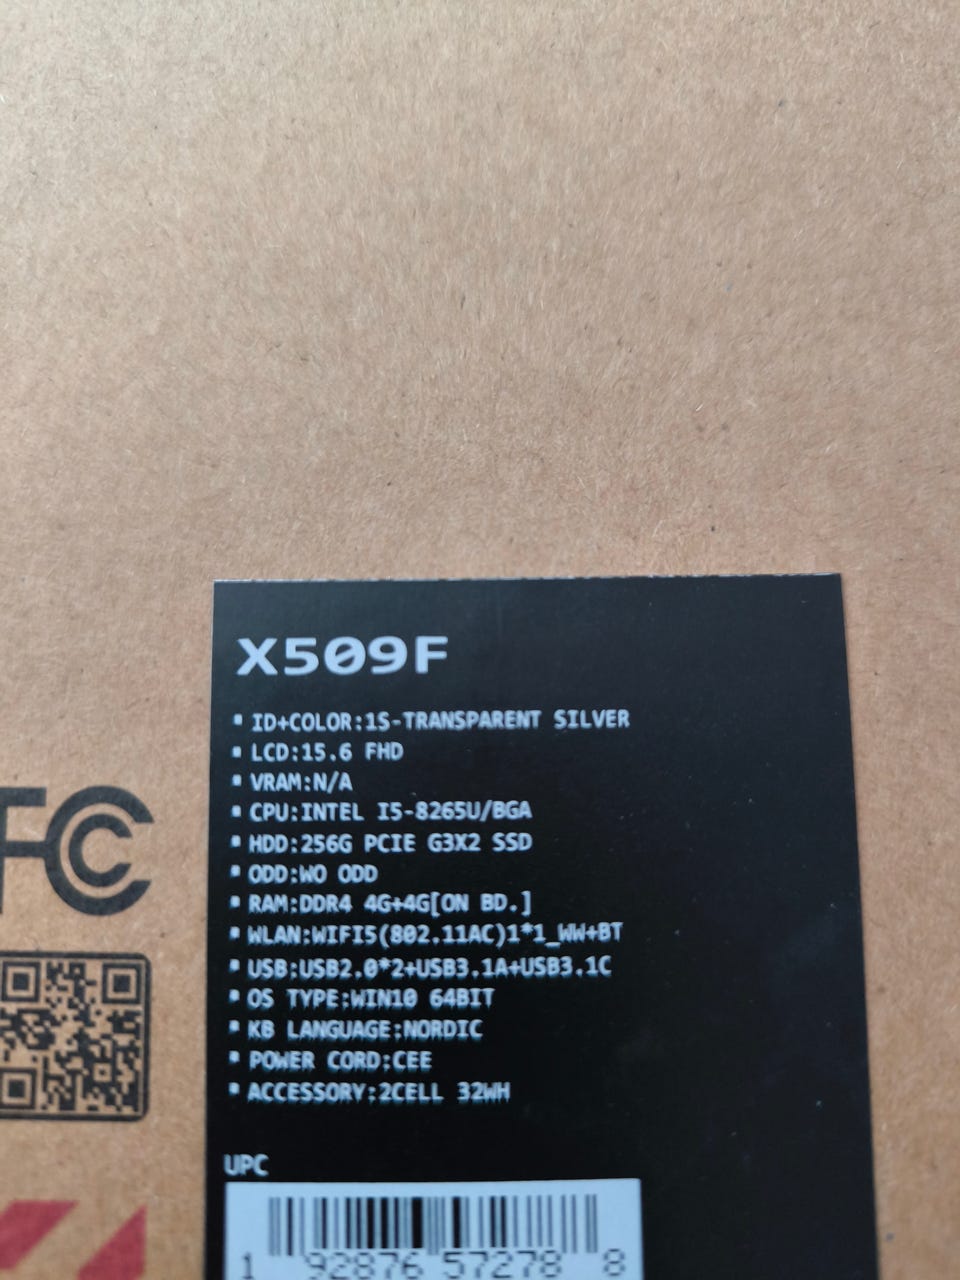 X509F
▪ ID+COLOR:1S-TRANSPARENT SILVER
▪ LCD:15.6 FHD
▪ VRAM:N/A
▪ CPU:INTEL I5-8265U/BGA
▪ HDD:256G PCIE G3X2 SSD
▪ ODD:WO ODD
▪ RAM:DDR4 4G+4G[ON BD.]
▪ WLAN:WIFI5(802.11AC)1*1_WW+BT
▪ USB:USB2.0*2+USB3.1A+USB3.1C
▪ OS TYPE:WIN10 64BIT
▪ KB LANGUAGE:NORDIC
▪ POWER CORD:CEE
▪ ACCESSORY:2CELL 32WH
FC
UPC
1 92876 57278 8